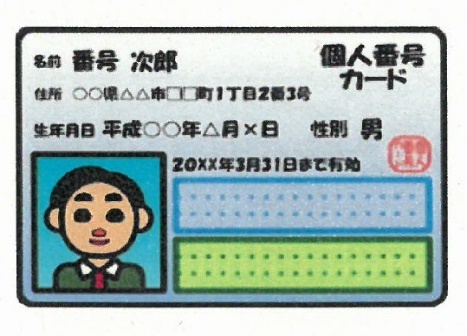 個人番号
カード
名前 番号 次郎
住所 ○○県△△市□□町1丁目2番3号
生年月日 平成○○年△月×日 性別 男
20XX年3月31日まで有効